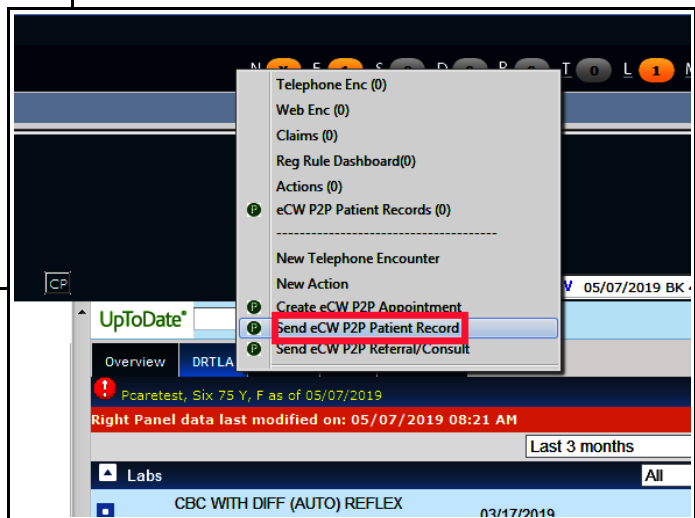 T 0 L 1
Telephone Enc (0)
Web Enc (0)
Claims (0)
Reg Rule Dashboard(0)
Actions (0)
eCW P2P Patient Records (0)
----------------------------------------
New Telephone Encounter
New Action
Create eCW P2P Appointment
Send eCW P2P Patient Record
Send eCW P2P Referral/Consult
CP
05/07/2019 BK
UpToDate®
Overview DRTLA
Pcaretest, Six 75 Y, F as of 05/07/2019
Right Panel data last modified on: 05/07/2019 08:21 AM
Last 3 months
Labs All
CBC WITH DIFF (AUTO) REFLEX
03/17/2019